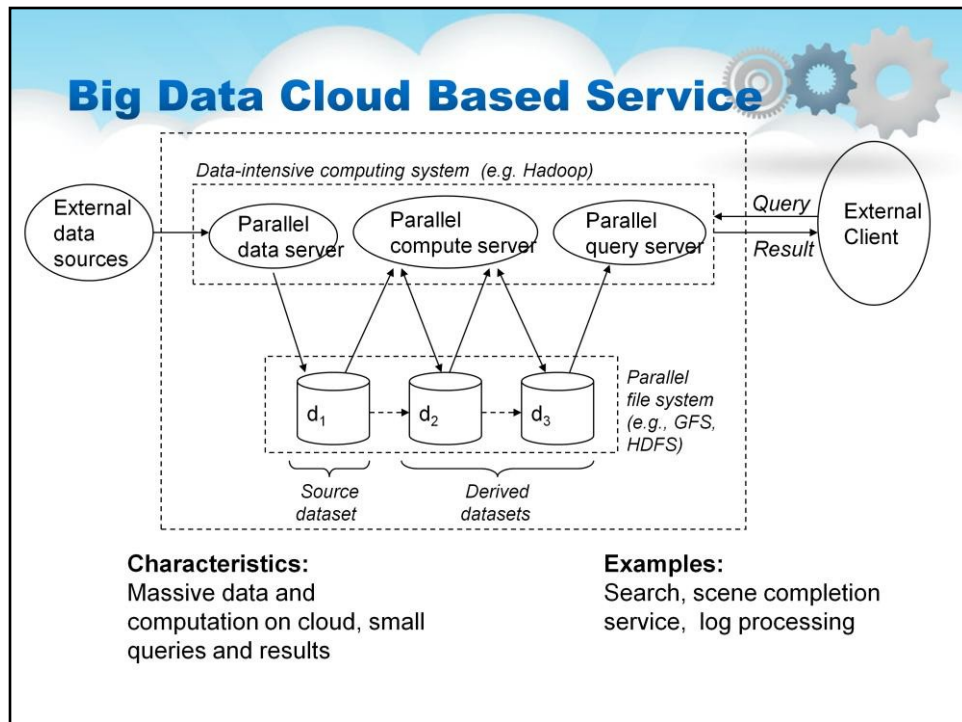 Big Data Cloud Based Service
Data-intensive computing system (e.g. Hadoop)
External
data
sources
Parallel
data server
Parallel
compute server
Parallel
query server
Query
Result
External
Client
d₁
d₂
d₃
Parallel
file system
(e.g., GFS,
HDFS)
Source
dataset
Derived
datasets
Characteristics:
Massive data and
computation on cloud, small
queries and results
Examples:
Search, scene completion
service, log processing